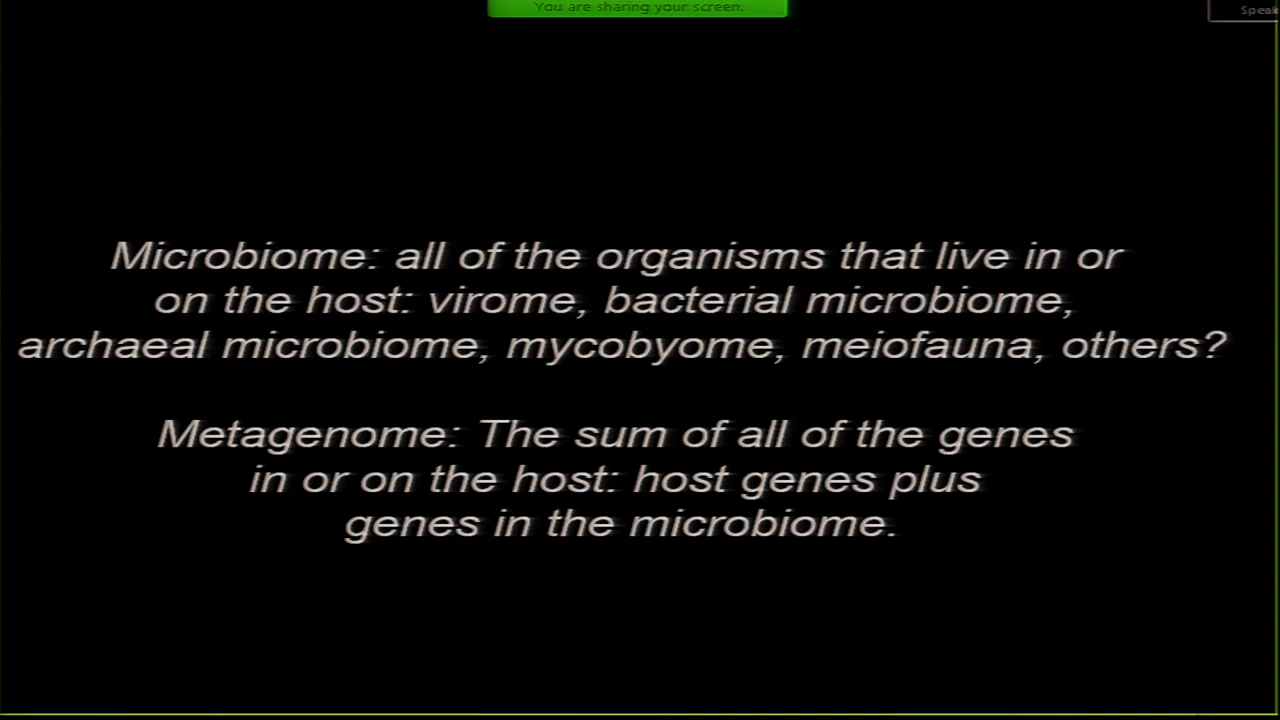 You are sharing your screen.
Microbiome: all of the organisms that live in or
on the host: virome, bacterial microbiome,
archaeal microbiome, mycobyome, meiofauna, others?
Metagenome: The sum of all of the genes
in or on the host: host genes plus
genes in the microbiome.